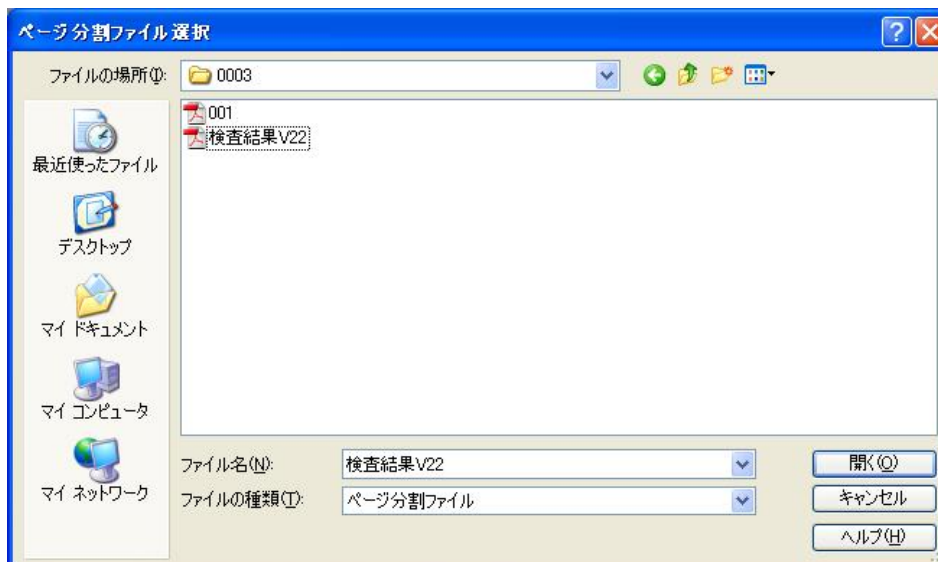 ページ分割ファイル選択
ファイルの場所(I):
0003
001
検査結果V22
最近使ったファイル
デスクトップ
マイ ドキュメント
マイ コンピュータ
マイ ネットワーク
ファイル名(N):
検査結果V22
開く(O)
ファイルの種類(T):
ページ分割ファイル
キャンセル
ヘルプ(H)